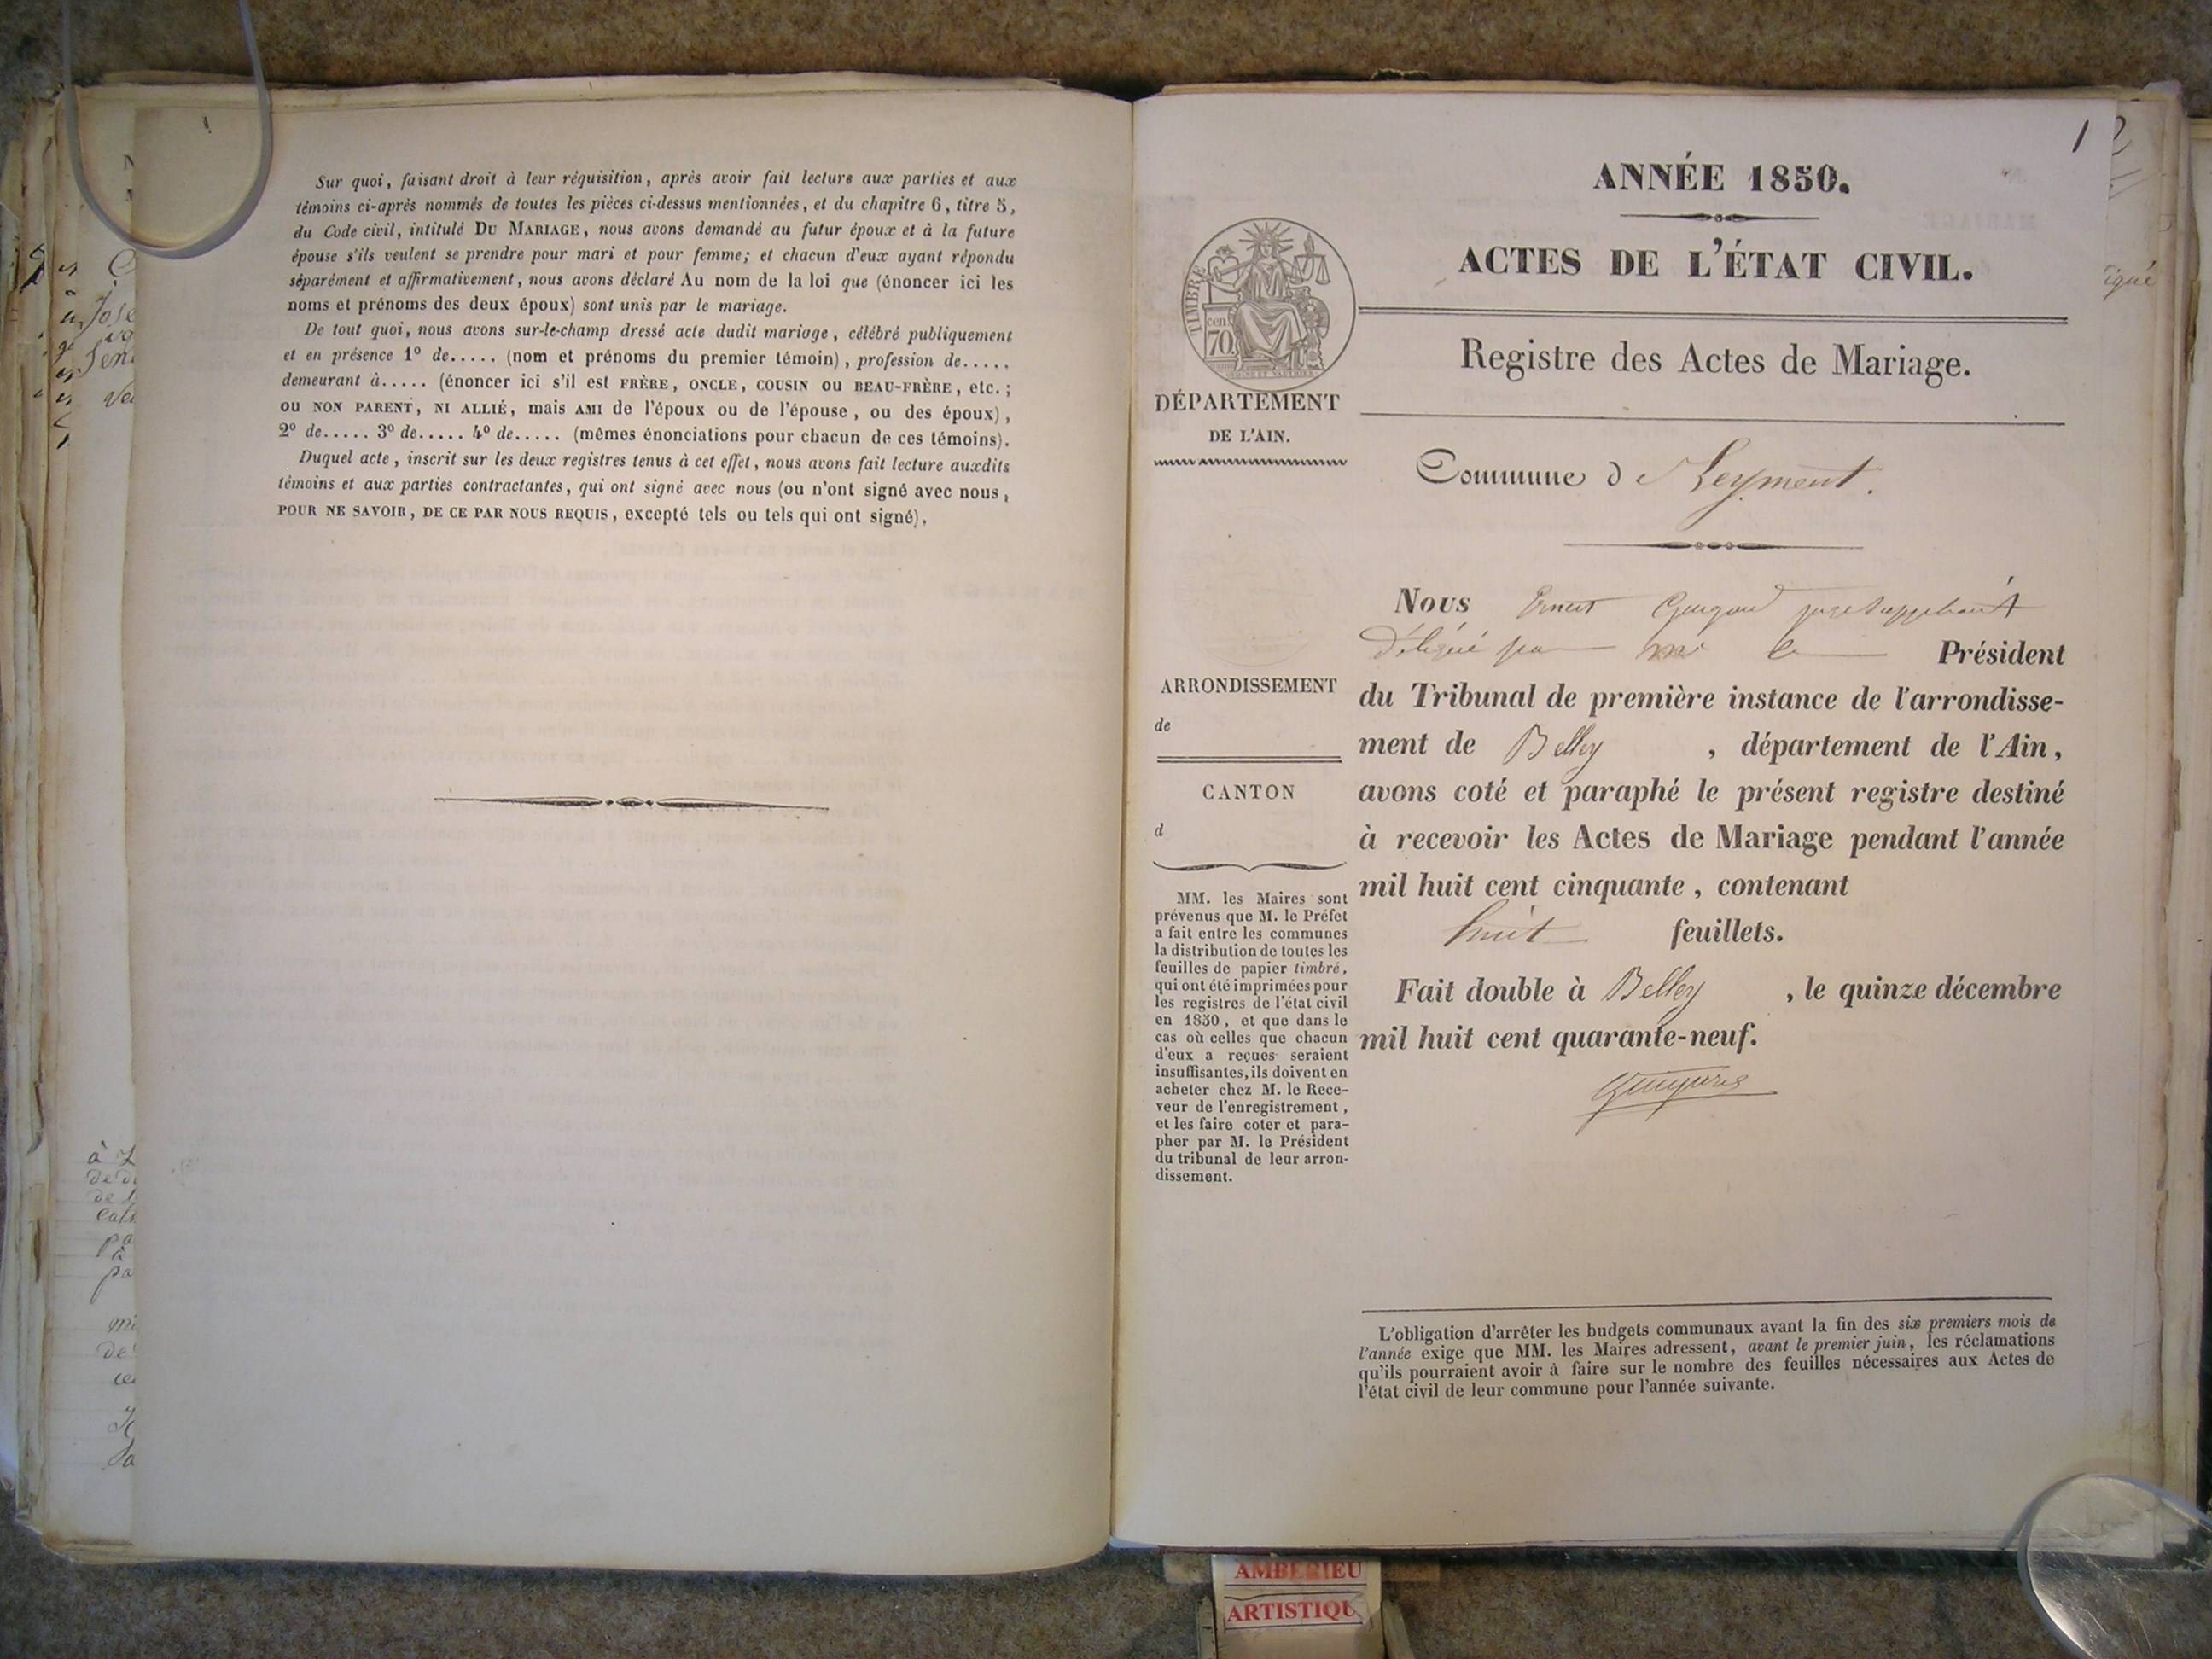 Sur quoi, faisant droit à leur réquisition, après avoir fait lecture aux parties et aux
témoins ci-après nommés de toutes les pièces ci-dessus mentionnées, et du chapitre 6, titre 5,
du Code civil, intitulé DU MARIAGE, nous avons demandé au futur époux et à la future
épouse s'ils veulent se prendre pour mari et pour femme; et chacun d'eux ayant répondu
séparément et affirmativement, nous avons déclaré Au nom de la loi que (énoncer ici les
noms et prénoms des deux époux) sont unis par le mariage.
De tout quoi, nous avons sur-le-champ dressé acte dudit mariage, célébré publiquement
et en présence 1º de..... (nom et prénoms du premier témoin), profession de.....
demeurant à..... (énoncer ici s'il est FRÈRE, ONCLE, COUSIN OU BEAU-FRÈRE, etc.;
OU NON PARENT, NI ALLIÉ, mais AMI de l'époux ou de l'épouse, ou des époux),
2º de..... 3º de..... 4º de..... (mêmes énonciations pour chacun de ces témoins).
Duquel acte, inscrit sur les deux registres tenus à cet effet, nous avons fait lecture auxdits
témoins et aux parties contractantes, qui ont signé avec nous (ou n'ont signé avec nous,
POUR NE SAVOIR, DE CE PAR NOUS REQUIS, excepté tels ou tels qui ont signé),
1
ANNÉE 1850.
ACTES DE L'ÉTAT CIVIL.
TIMBRE
cen.
70
Registre des Actes de Mariage.
DÉPARTEMENT
DE L'AIN.
Commune de Leyment.
Nous Ernest juge suppléant
délégué par mr le Président
du Tribunal de première instance de l'arrondisse-
ment de Belley, département de l'Ain,
avons coté et paraphé le présent registre destiné
à recevoir les Actes de Mariage pendant l'année
mil huit cent cinquante, contenant
huit feuillets.
Fait double à Belley, le quinze décembre
mil huit cent quarante-neuf.
ARRONDISSEMENT
de
CANTON
d
MM. les Maires sont
prévenus que M. le Préfet
a fait entre les communes
la distribution de toutes les
feuilles de papier timbré,
qui ont été imprimées pour
les registres de l'état civil
en 1850, et que dans le
cas où celles que chacun
d'eux a reçues seraient
insuffisantes, ils doivent en
acheter chez M. le Rece-
veur de l'enregistrement,
et les faire coter et para-
pher par M. le Président
du tribunal de leur arron-
dissement.
L'obligation d'arrêter les budgets communaux avant la fin des six premiers mois de
l'année exige que MM. les Maires adressent, avant le premier juin, les réclamations
qu'ils pourraient avoir à faire sur le nombre des feuilles nécessaires aux Actes de
l'état civil de leur commune pour l'année suivante.
AMBERIEU
ARTISTIQU